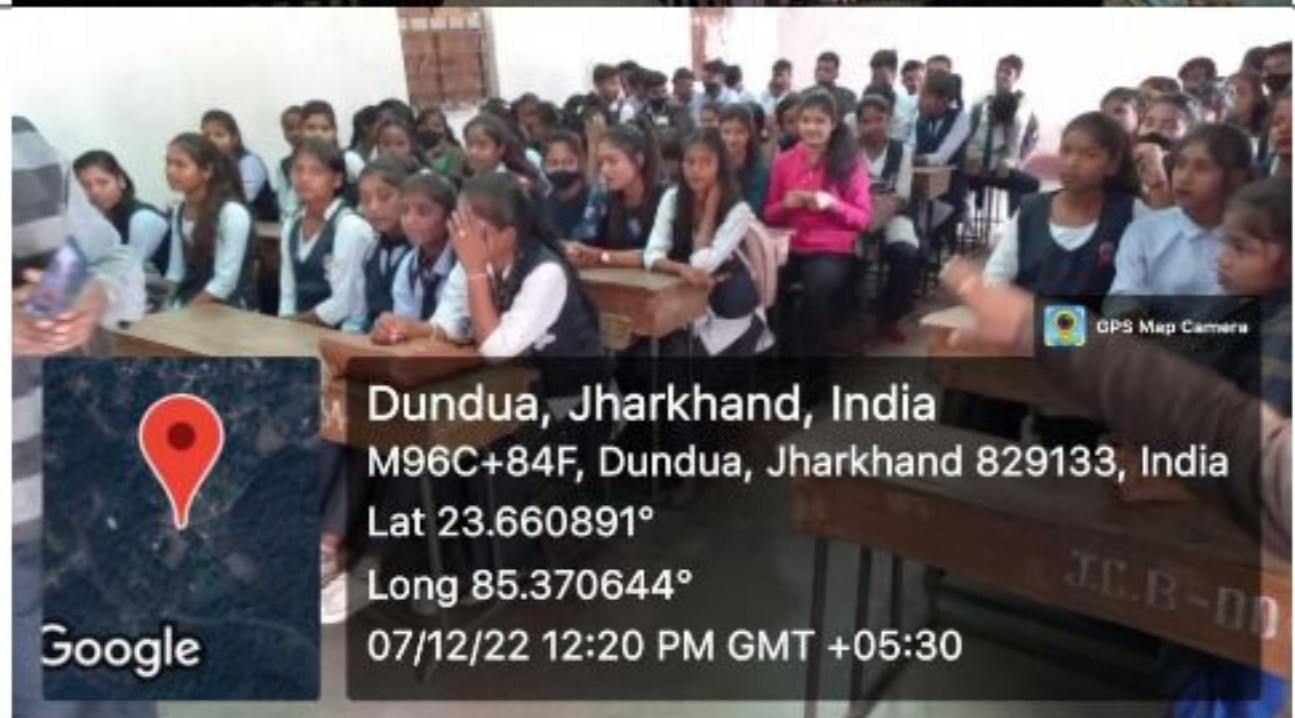 GPS Map Camera
Dundua, Jharkhand, India
M96C+84F, Dundua, Jharkhand 829133, India
Lat 23.660891°
Long 85.370644°
07/12/22 12:20 PM GMT +05:30
Google
J.C.B-DO